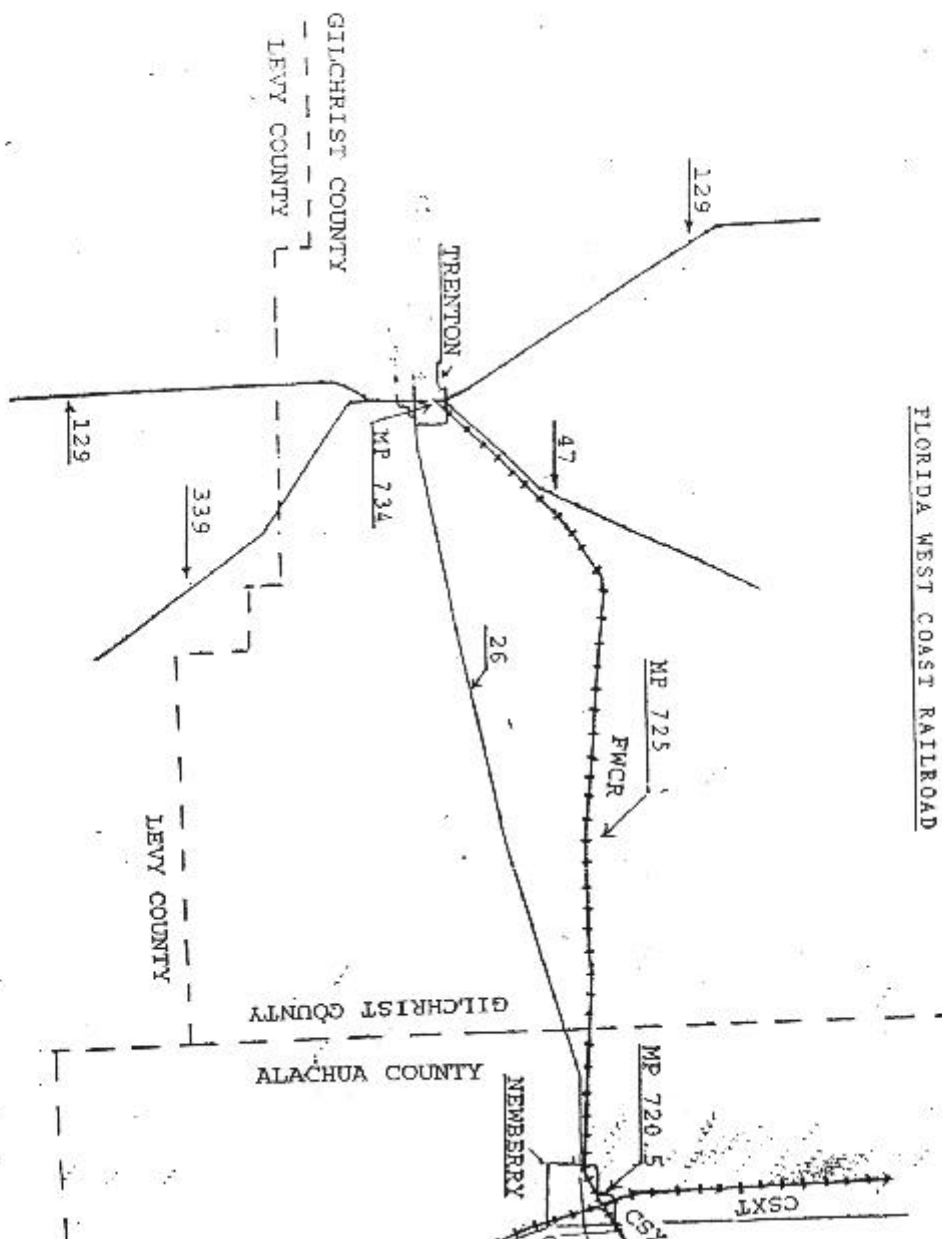 FLORIDA WEST COAST RAILROAD
GILCHRIST COUNTY
LEVY COUNTY
129
TRENTON
47
MP 734
129
339
26
MP 725
FWCR
LEVY COUNTY
GILCHRIST COUNTY
ALACHUA COUNTY
MP 720.5
NEWBERRY
CSXT